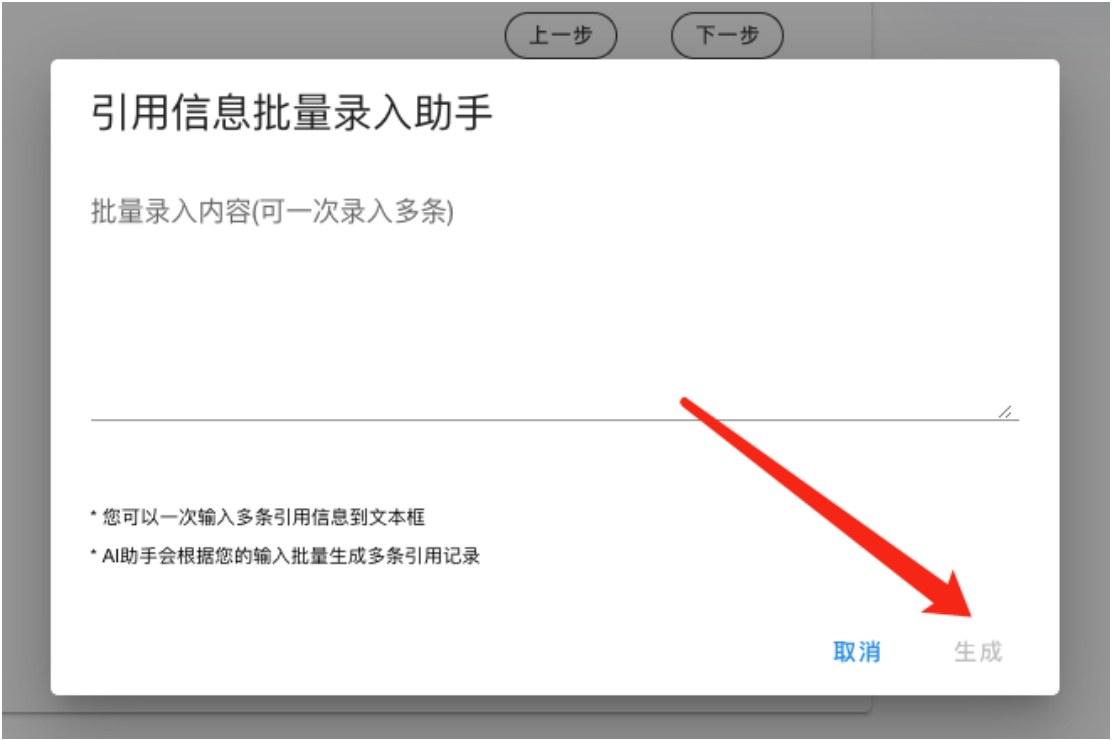 上一步 下一步
引用信息批量录入助手
批量录入内容(可一次录入多条)
* 您可以一次输入多条引用信息到文本框
* AI助手会根据您的输入批量生成多条引用记录
取消 生成